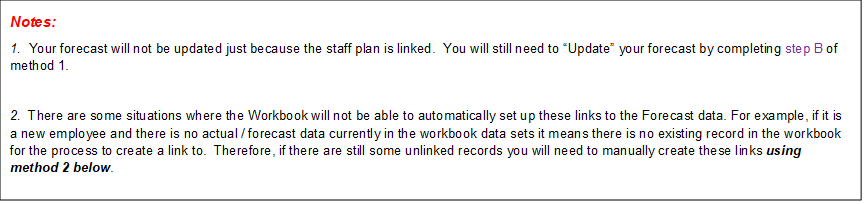 Notes:
1.  Your forecast will not be updated just because the staff plan is linked.  You will still need to “Update” your forecast by completing step B of
method 1.
2.  There are some situations where the Workbook will not be able to automatically set up these links to the Forecast data. For example, if it is
a new employee and there is no actual / forecast data currently in the workbook data sets it means there is no existing record in the workbook
for the process to create a link to.  Therefore, if there are still some unlinked records you will need to manually create these links using
method 2 below.